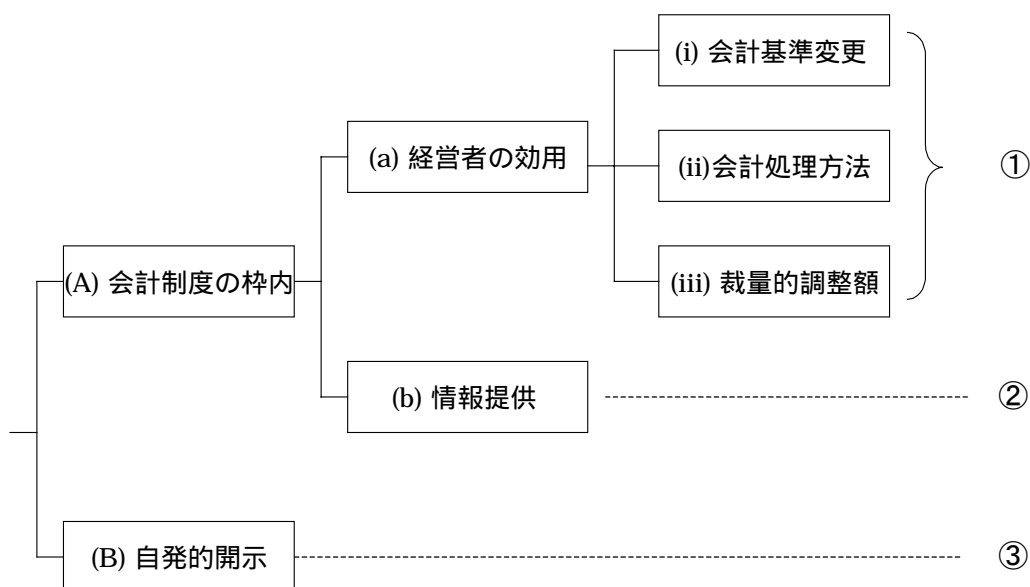 (i) 会計基準変更
(a) 経営者の効用
(ii)会計処理方法
①
(iii) 裁量的調整額
(A) 会計制度の枠内
(b) 情報提供
②
(B) 自発的開示
③